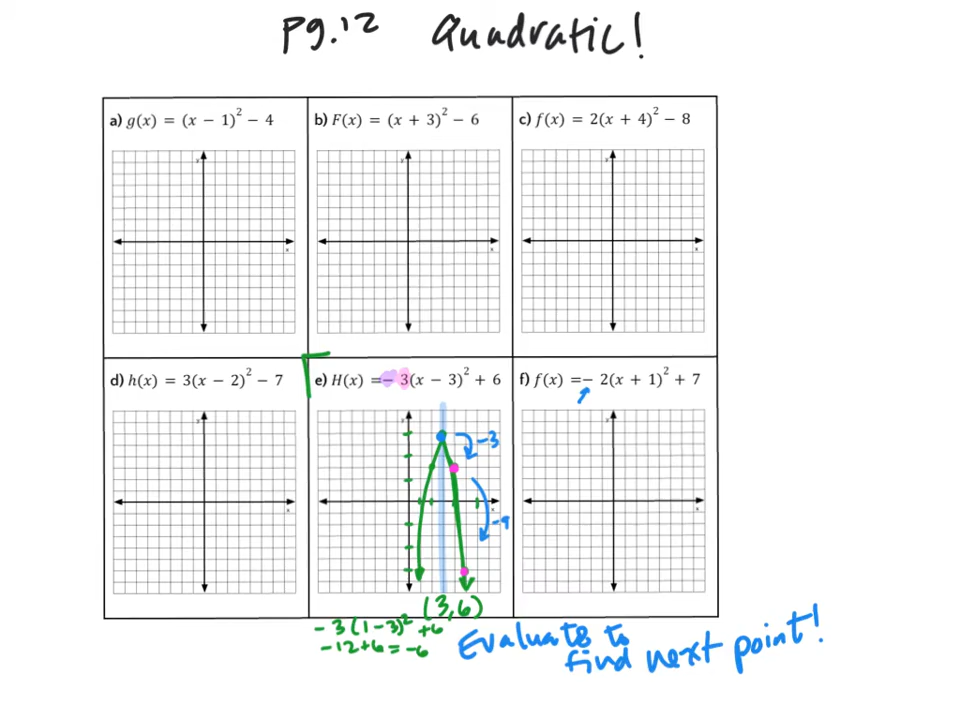 Pg.12 Quadratic!
a) g(x) = (x − 1)² − 4
b) F(x) = (x + 3)² − 6
c) f(x) = 2(x + 4)² − 8
y
x
y
x
y
x
d) h(x) = 3(x − 2)² − 7
e) H(x) =− 3(x − 3)² + 6
f) f(x) =− 2(x + 1)² + 7
y
x
y
x
y
x
-3
-9
(3,6)
-3(1-3)² +6
-12+6=-6
Evaluate to
find next point!